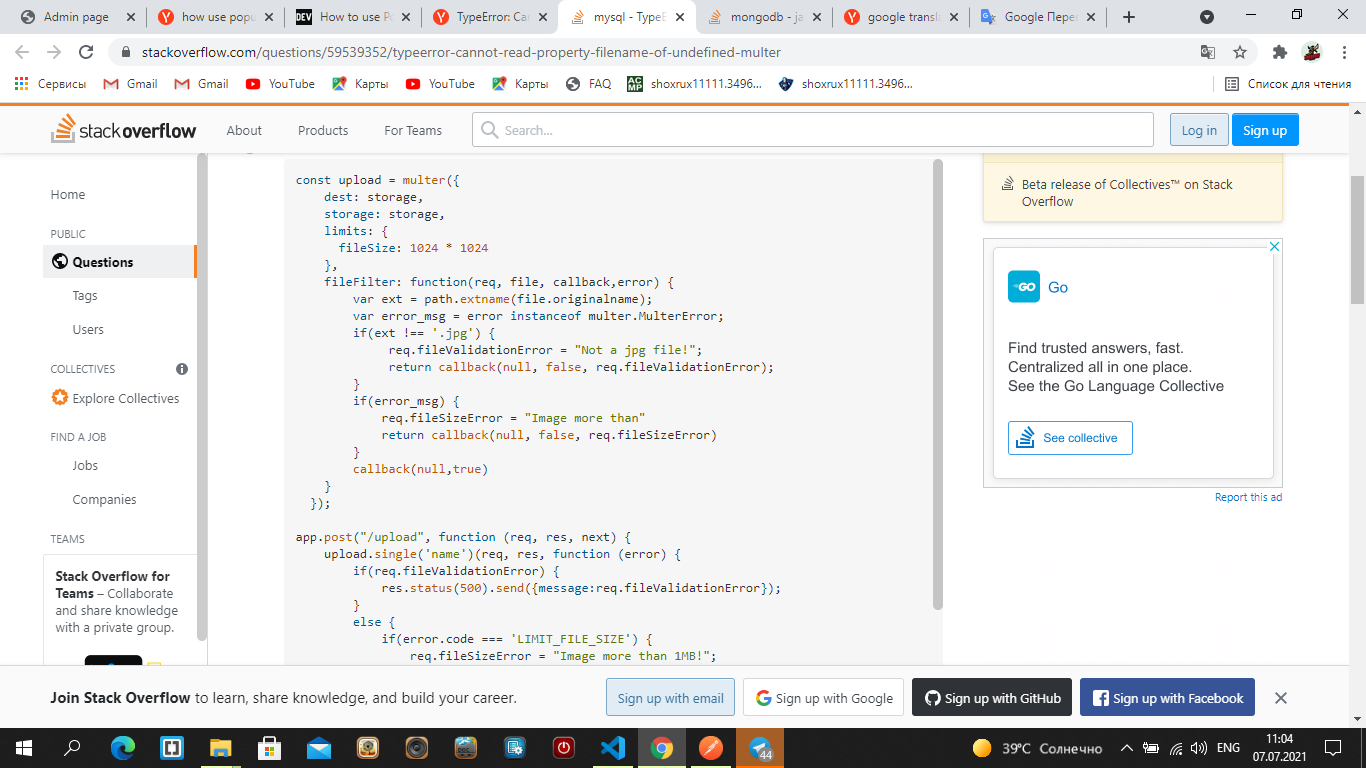 Admin page
how use popu
DEV
How to use Po
TypeError: Car
mysql - TypeE
mongodb - ja
google transla
Google Пере
stackoverflow.com/questions/59539352/typeerror-cannot-read-property-filename-of-undefined-multer
Сервисы
Gmail
Gmail
YouTube
Карты
YouTube
Карты
FAQ
ACMP
shoxrux11111.3496...
shoxrux11111.3496...
Список для чтения
stackoverflow
About
Products
For Teams
Search...
Log in
Sign up
Home
PUBLIC
Questions
Tags
Users
COLLECTIVES
Explore Collectives
FIND A JOB
Jobs
Companies
TEAMS
Stack Overflow for
Teams – Collaborate
and share knowledge
with a private group.
const upload = multer({
dest: storage,
storage: storage,
limits: {
fileSize: 1024 * 1024
},
fileFilter: function(req, file, callback,error) {
var ext = path.extname(file.originalname);
var error_msg = error instanceof multer.MulterError;
if(ext !== '.jpg') {
req.fileValidationError = "Not a jpg file!";
return callback(null, false, req.fileValidationError);
}
if(error_msg) {
req.fileSizeError = "Image more than"
return callback(null, false, req.fileSizeError)
}
callback(null,true)
}
});
app.post("/upload", function (req, res, next) {
upload.single('name')(req, res, function (error) {
if(req.fileValidationError) {
res.status(500).send({message:req.fileValidationError});
}
else {
if(error.code === 'LIMIT_FILE_SIZE') {
req.fileSizeError = "Image more than 1MB!";
Beta release of Collectives™ on Stack
Overflow
GO
Go
Find trusted answers, fast.
Centralized all in one place.
See the Go Language Collective
See collective
Report this ad
Join Stack Overflow to learn, share knowledge, and build your career.
Sign up with email
Sign up with Google
Sign up with GitHub
Sign up with Facebook
44
39°C Солнечно
ENG
11:04
07.07.2021